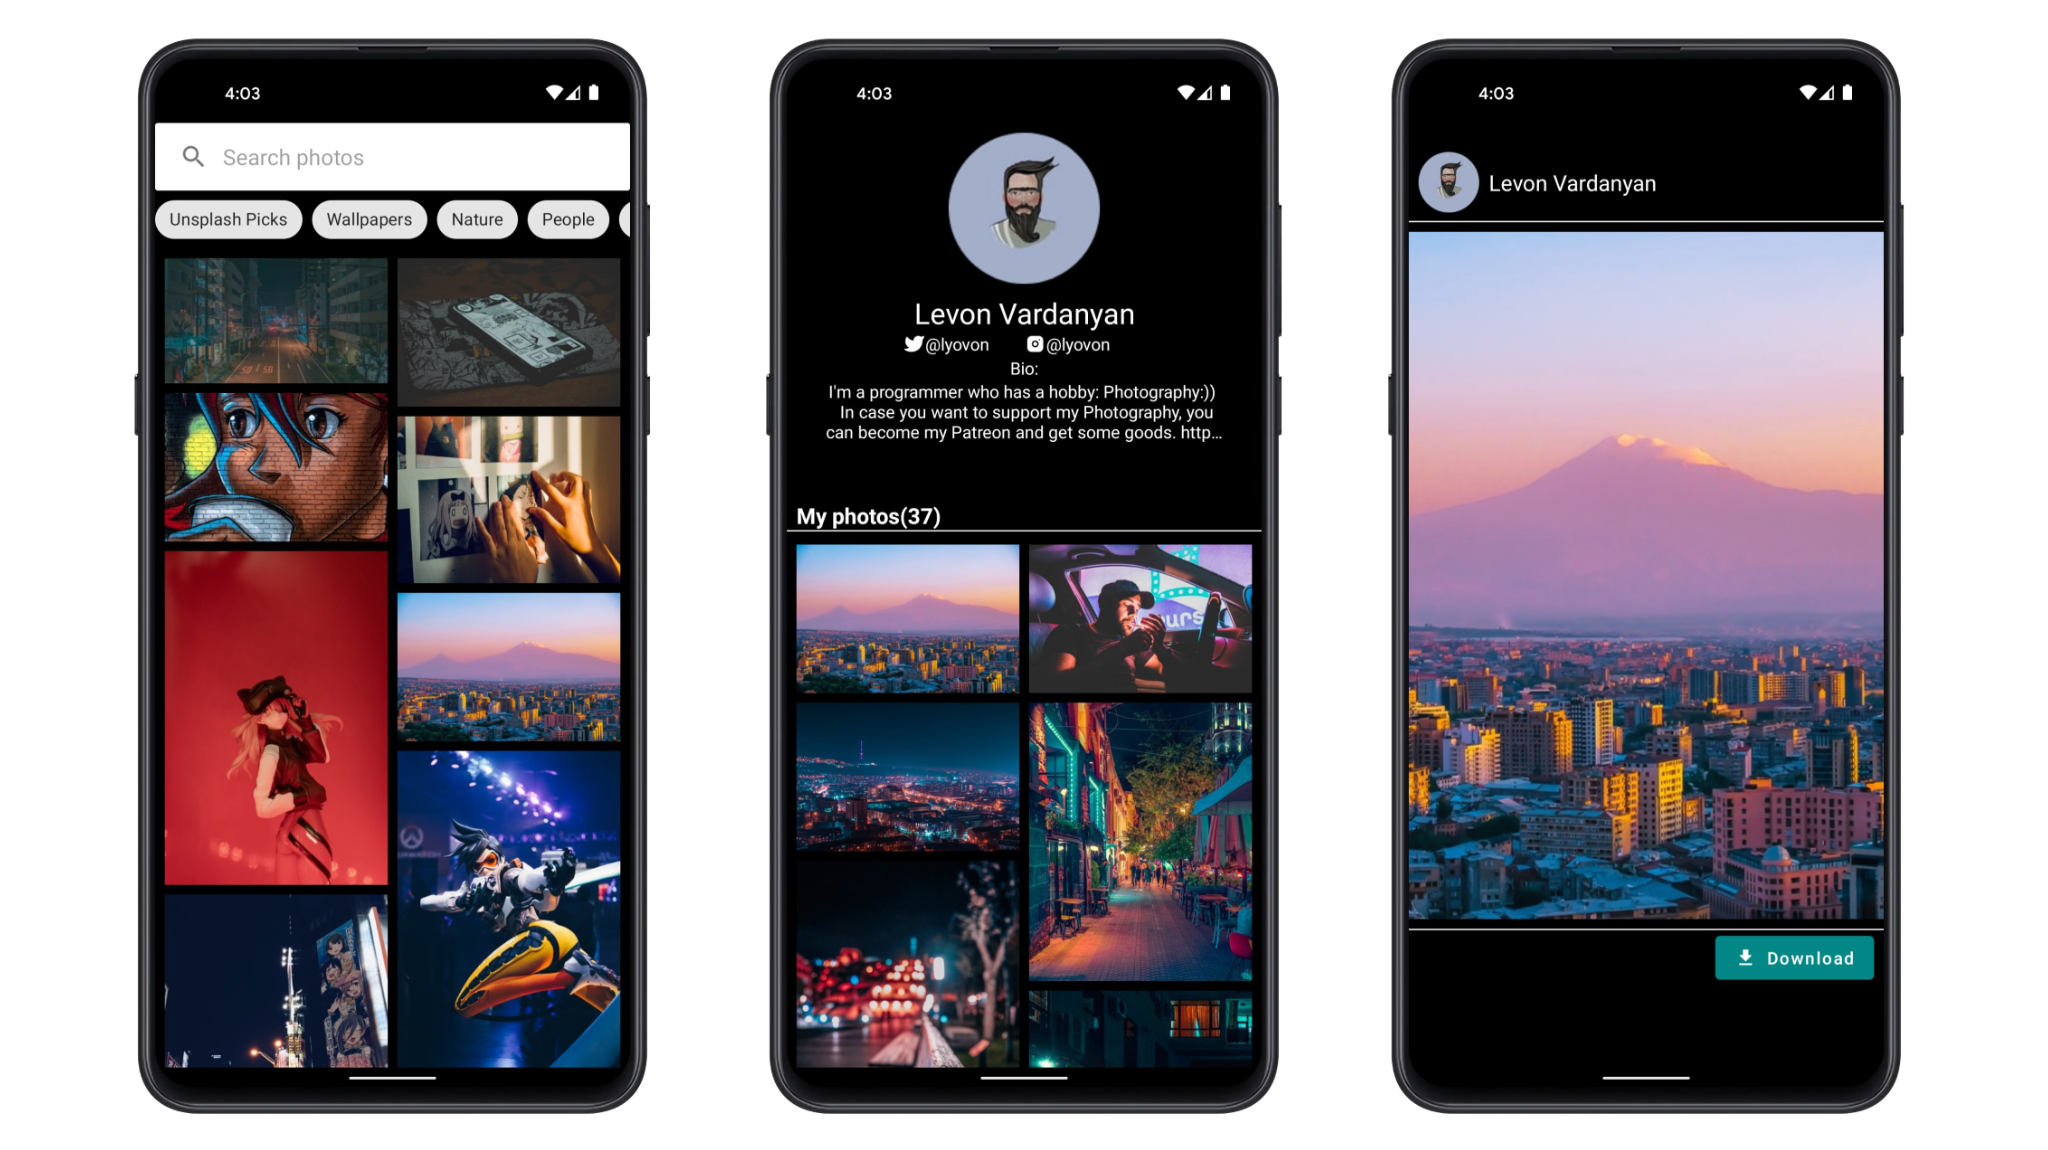 4:03
Search photos
Unsplash Picks
Wallpapers
Nature
People
4:03
Levon Vardanyan
@lyovon
@lyovon
Bio:
I'm a programmer who has a hobby: Photography:))
In case you want to support my Photography, you
can become my Patreon and get some goods. http…
My photos(37)
4:03
Levon Vardanyan
Download